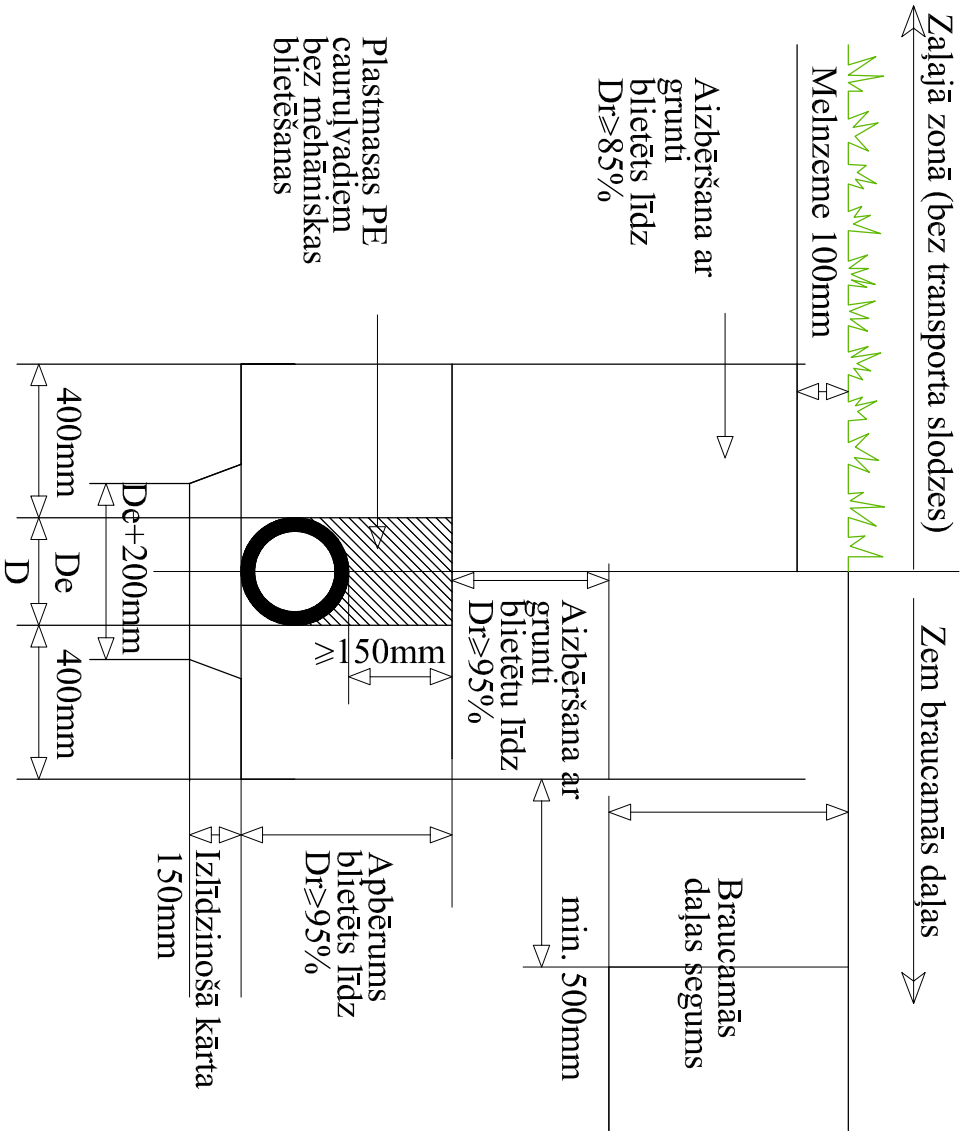 Zaļajā zonā (bez transporta slodzes)
Zem braucamās daļas
Melnzeme 100mm
Aizbēršana ar
grunti
blietēts līdz
Dr≥85%
Braucamās
daļas segums
min. 500mm
Aizbēršana ar
grunti
blietētu līdz
Dr≥95%
Plastmasas PE
cauruļvadiem
bez mehāniskas
blietēšanas
≥150mm
Apbērums
blietēts līdz
Dr≥95%
Izlīdzinošā kārta
150mm
De+200mm
400mm
De
D
400mm